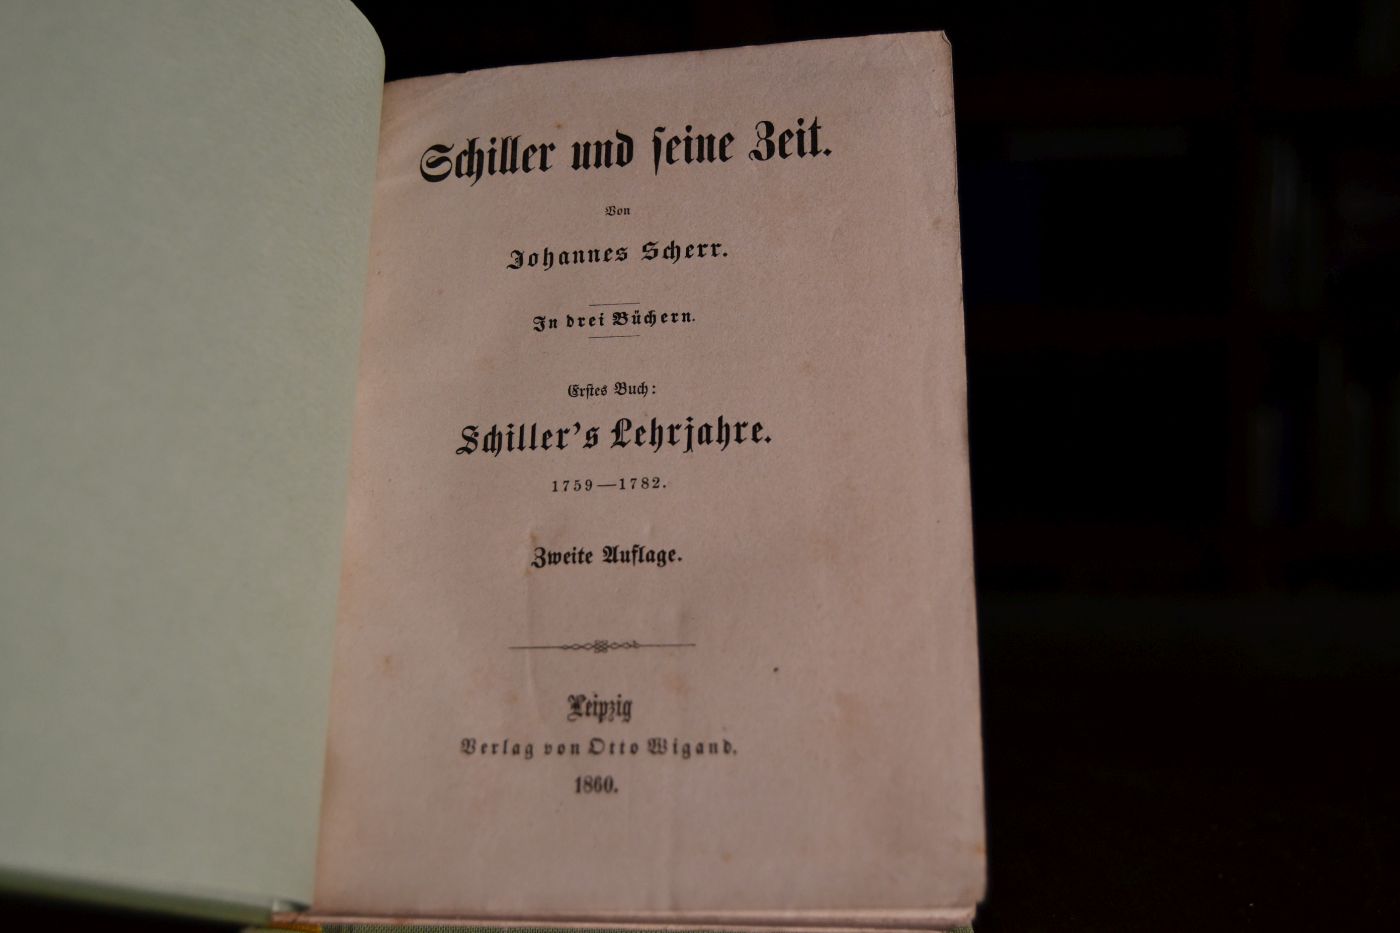 Schiller und ſeine Zeit.
Von
Johannes Scherr.
In drei Büchern.
Erſtes Buch:
Schiller's Lehrjahre.
1759—1782.
Zweite Auflage.
Leipzig
Verlag von Otto Wigand.
1860.